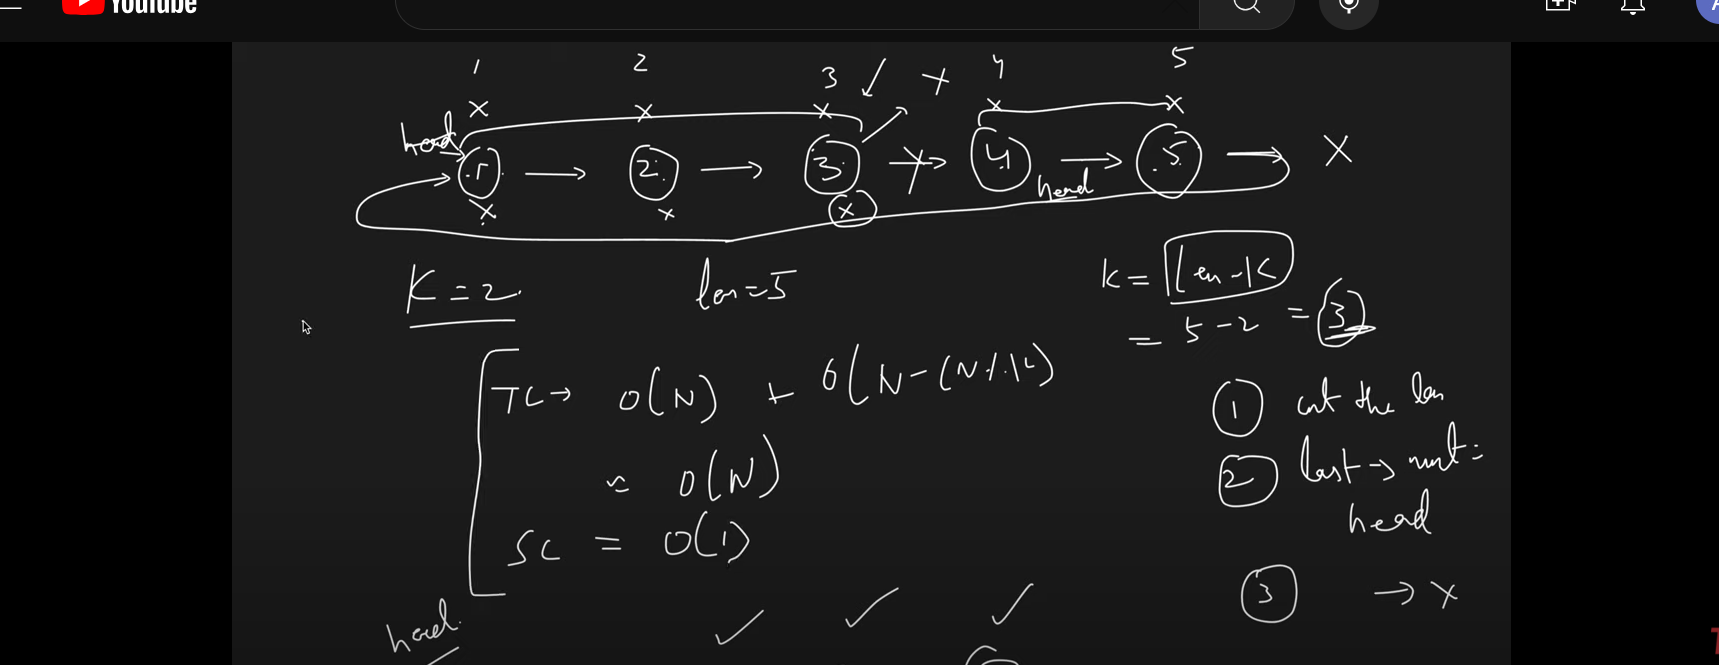 YouTube
1 2 3 4 5
x x x x x
head 1 2 3 4 5 X
head
x x x
K = 2 len = 5
K = len - K
= 5 - 2 = 3
TC → O(N) + O(N - (N % K)
≈ O(N)
SC = O(1)
1 cnt the len
2 last → next =
head
3 → X
head